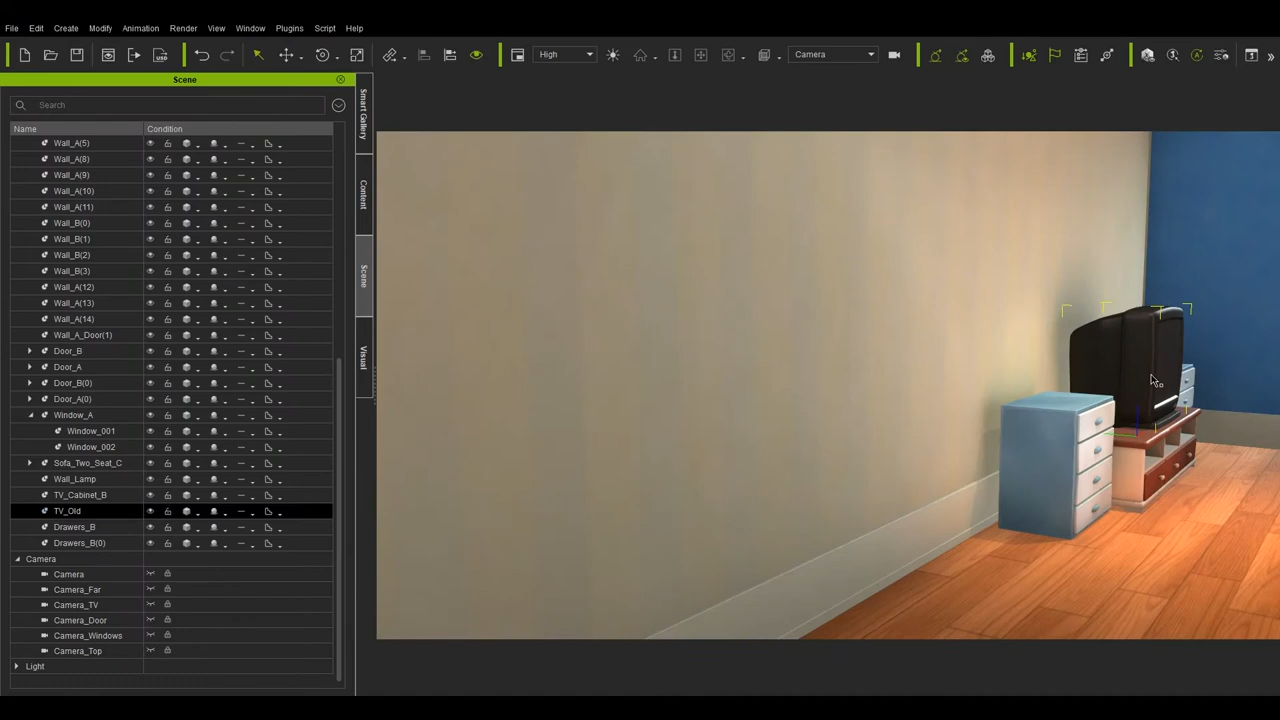 File Edit Create Modify Animation Render View Window Plugins Script Help
USD High Camera
Scene
Search
Name Condition
Wall_A(5)
Wall_A(8)
Wall_A(9)
Wall_A(10)
Wall_A(11)
Wall_B(0)
Wall_B(1)
Wall_B(2)
Wall_B(3)
Wall_A(12)
Wall_A(13)
Wall_A(14)
Wall_A_Door(1)
Door_B
Door_A
Door_B(0)
Door_A(0)
Window_A
Window_001
Window_002
Sofa_Two_Seat_C
Wall_Lamp
TV_Cabinet_B
TV_Old
Drawers_B
Drawers_B(0)
Camera
Camera
Camera_Far
Camera_TV
Camera_Door
Camera_Windows
Camera_Top
Light
Smart Gallery
Content
Scene
Visual